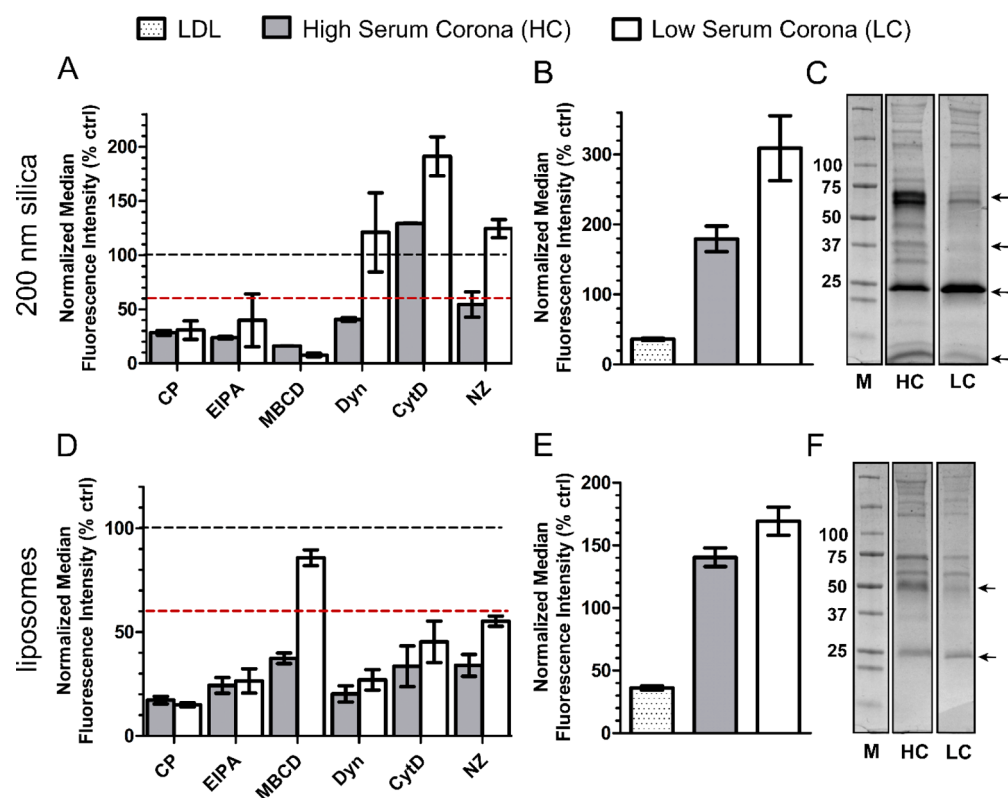 LDL High Serum Corona (HC) Low Serum Corona (LC)
A
200 nm silica
Normalized Median
Fluorescence Intensity (% ctrl)
200
150
100
50
0
CP EIPA MBCD Dyn CytD NZ
B
Normalized Median
Fluorescence Intensity (% ctrl)
300
200
100
0
C
100
75
50
37
25
M HC LC
D
liposomes
Normalized Median
Fluorescence Intensity (% ctrl)
100
50
0
CP EIPA MBCD Dyn CytD NZ
E
Normalized Median
Fluorescence Intensity (% ctrl)
200
150
100
50
0
F
100
75
50
37
25
M HC LC